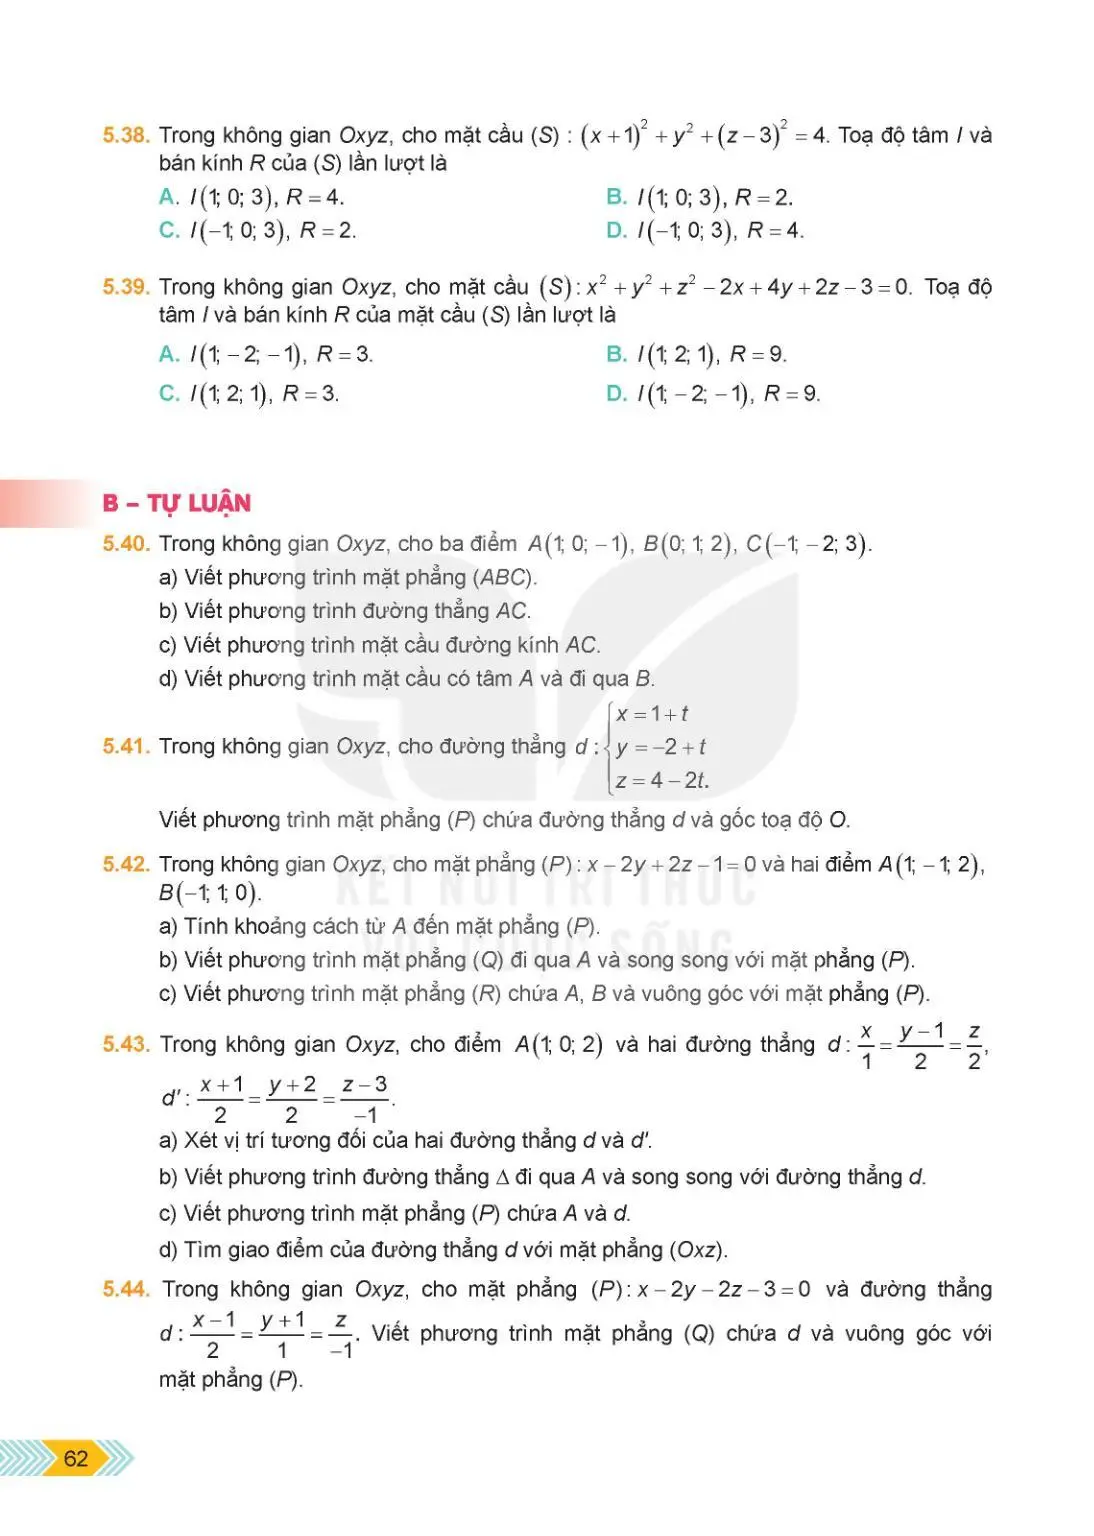 5.38. Trong không gian Oxyz, cho mặt cầu (S) : (x + 1)² + y² + (z − 3)² = 4. Toạ độ tâm I và
bán kính R của (S) lần lượt là
A. I(1; 0; 3), R = 4.
B. I(1; 0; 3), R = 2.
C. I(−1; 0; 3), R = 2.
D. I(−1; 0; 3), R = 4.
5.39. Trong không gian Oxyz, cho mặt cầu (S): x² + y² + z² − 2x + 4y + 2z − 3 = 0. Toạ độ
tâm I và bán kính R của mặt cầu (S) lần lượt là
A. I(1; − 2; − 1), R = 3.
B. I(1; 2; 1), R = 9.
C. I(1; 2; 1), R = 3.
D. I(1; − 2; − 1), R = 9.
B – TỰ LUẬN
5.40. Trong không gian Oxyz, cho ba điểm A(1; 0; − 1), B(0; 1; 2), C(−1; − 2; 3).
a) Viết phương trình mặt phẳng (ABC).
b) Viết phương trình đường thẳng AC.
c) Viết phương trình mặt cầu đường kính AC.
d) Viết phương trình mặt cầu có tâm A và đi qua B.
5.41. Trong không gian Oxyz, cho đường thẳng d : { x = 1 + t
y = −2 + t
z = 4 − 2t.
Viết phương trình mặt phẳng (P) chứa đường thẳng d và gốc toạ độ O.
5.42. Trong không gian Oxyz, cho mặt phẳng (P) : x − 2y + 2z − 1 = 0 và hai điểm A(1; − 1; 2),
B(−1; 1; 0).
a) Tính khoảng cách từ A đến mặt phẳng (P).
b) Viết phương trình mặt phẳng (Q) đi qua A và song song với mặt phẳng (P).
c) Viết phương trình mặt phẳng (R) chứa A, B và vuông góc với mặt phẳng (P).
KẾT NỐI TRI THỨC
VỚI CUỘC SỐNG
5.43. Trong không gian Oxyz, cho điểm A(1; 0; 2) và hai đường thẳng d : x/1 = (y − 1)/2 = z/2,
d' : (x + 1)/2 = (y + 2)/2 = (z − 3)/−1.
a) Xét vị trí tương đối của hai đường thẳng d và d'.
b) Viết phương trình đường thẳng Δ đi qua A và song song với đường thẳng d.
c) Viết phương trình mặt phẳng (P) chứa A và d.
d) Tìm giao điểm của đường thẳng d với mặt phẳng (Oxz).
5.44. Trong không gian Oxyz, cho mặt phẳng (P): x − 2y − 2z − 3 = 0 và đường thẳng
d : (x − 1)/2 = (y + 1)/1 = z/−1. Viết phương trình mặt phẳng (Q) chứa d và vuông góc với
mặt phẳng (P).
62